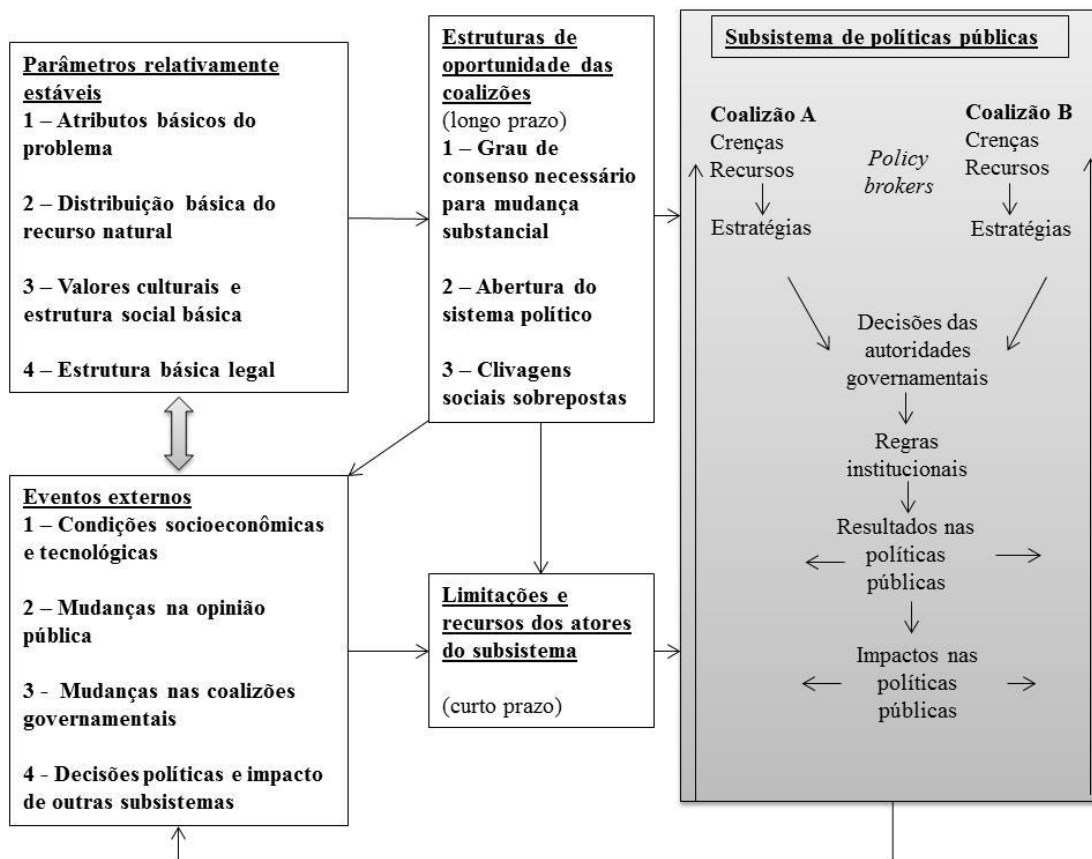 Parâmetros relativamente
estáveis
1 – Atributos básicos do
problema
2 – Distribuição básica do
recurso natural
3 – Valores culturais e
estrutura social básica
4 – Estrutura básica legal
Eventos externos
1 – Condições socioeconômicas
e tecnológicas
2 – Mudanças na opinião
pública
3 - Mudanças nas coalizões
governamentais
4 - Decisões políticas e impacto
de outras subsistemas
Estruturas de
oportunidade das
coalizões
(longo prazo)
1 – Grau de
consenso necessário
para mudança
substancial
2 – Abertura do
sistema político
3 – Clivagens
sociais sobrepostas
Limitações e
recursos dos atores
do subsistema
(curto prazo)
Subsistema de políticas públicas
Coalizão A
Crenças
Recursos
Estratégias
Policy
brokers
Coalizão B
Crenças
Recursos
Estratégias
Decisões das
autoridades
governamentais
Regras
institucionais
Resultados nas
políticas
públicas
Impactos nas
políticas
públicas